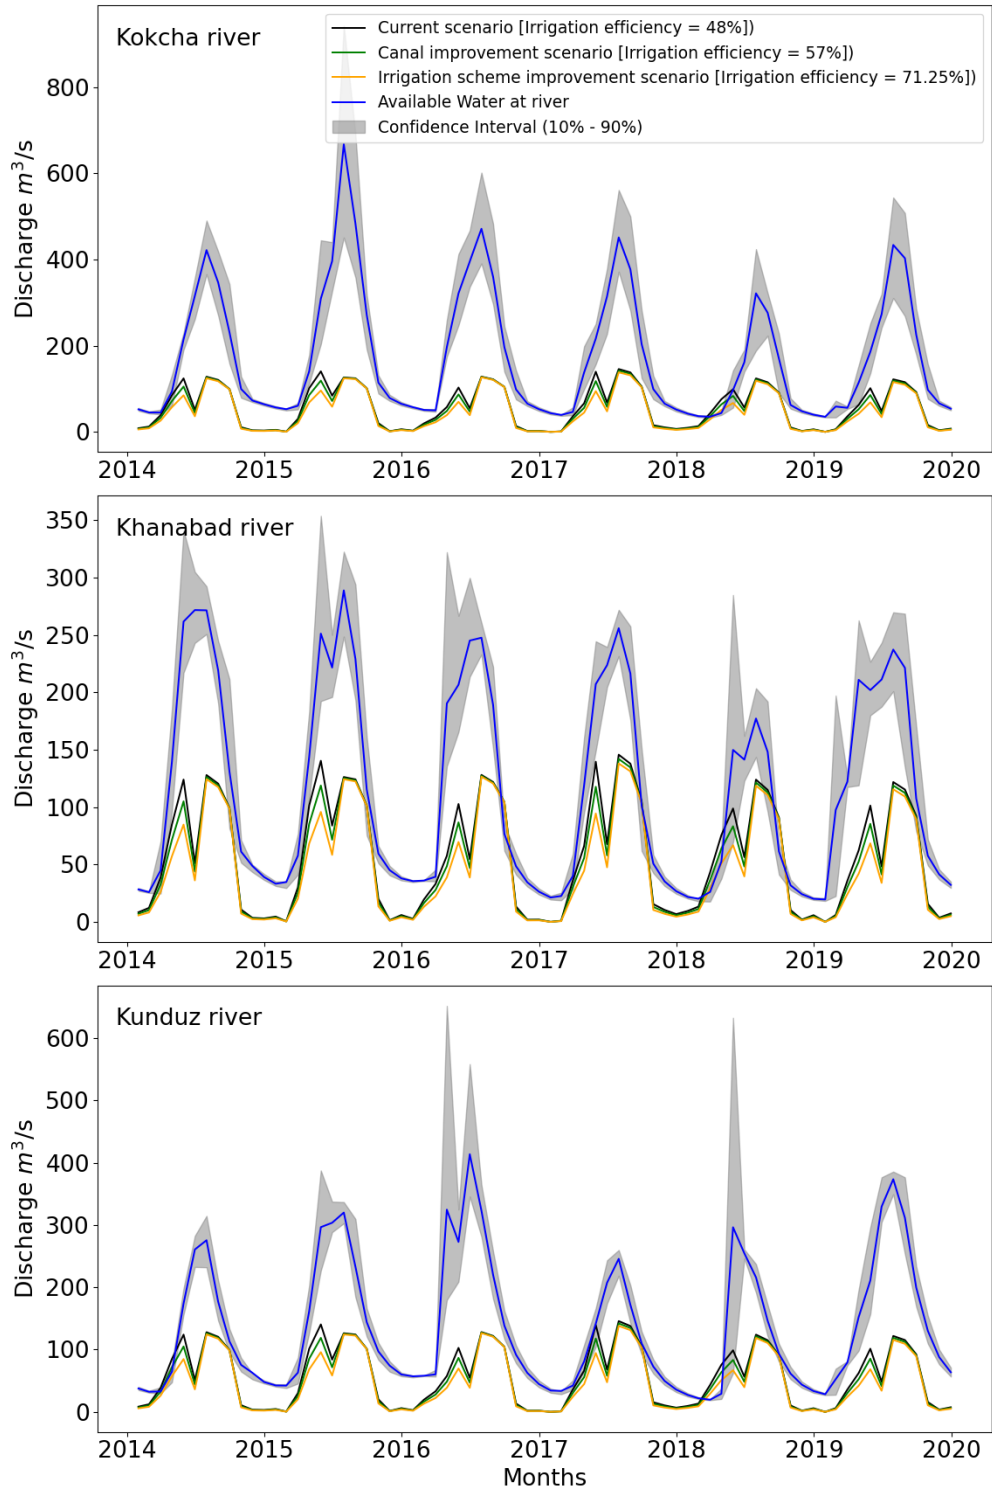 Kokcha river
Current scenario [Irrigation efficiency = 48%])
Canal improvement scenario [Irrigation efficiency = 57%])
Irrigation scheme improvement scenario [Irrigation efficiency = 71.25%])
Available Water at river
Confidence Interval (10% - 90%)
Discharge m³/s
800
600
400
200
0
2014 2015 2016 2017 2018 2019 2020
Khanabad river
Discharge m³/s
350
300
250
200
150
100
50
0
2014 2015 2016 2017 2018 2019 2020
Kunduz river
Discharge m³/s
600
500
400
300
200
100
0
2014 2015 2016 2017 2018 2019 2020
Months